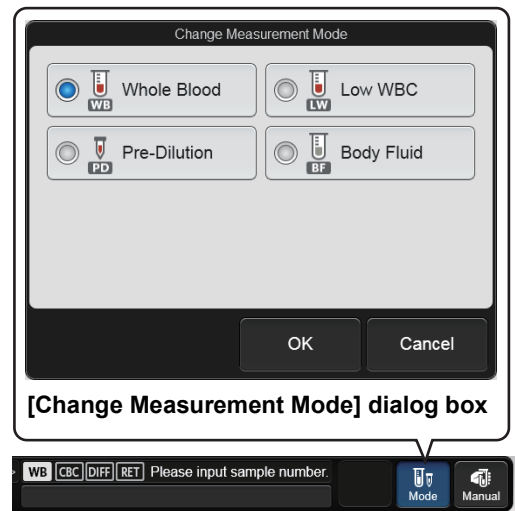 Change Measurement Mode
WB Whole Blood
LW Low WBC
PD Pre-Dilution
BF Body Fluid
OK Cancel
[Change Measurement Mode] dialog box
WB CBC DIFF RET Please input sample number.
Mode Manual